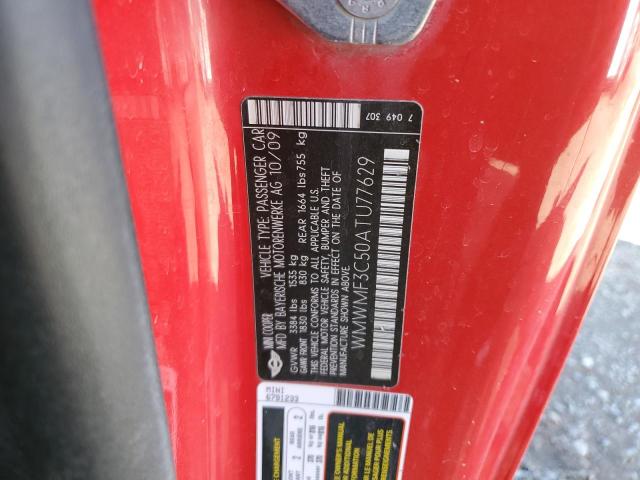 MINI COOPER VEHICLE TYPE: PASSENGER CAR
MFD BY BAYERISCHE MOTORENWERKE AG 10/09
GVWR 3384 lbs 1535 kg
GAWR FRONT 1830 lbs 830 kg REAR 1664 lbs 755 kg
THIS VEHICLE CONFORMS TO ALL APPLICABLE U.S.
FEDERAL MOTOR VEHICLE SAFETY, BUMPER AND THEFT
PREVENTION STANDARDS IN EFFECT ON THE DATE OF
MANUFACTURE SHOWN ABOVE.
WMWMF3C50ATU77629
7 049 307
MINI
6791233